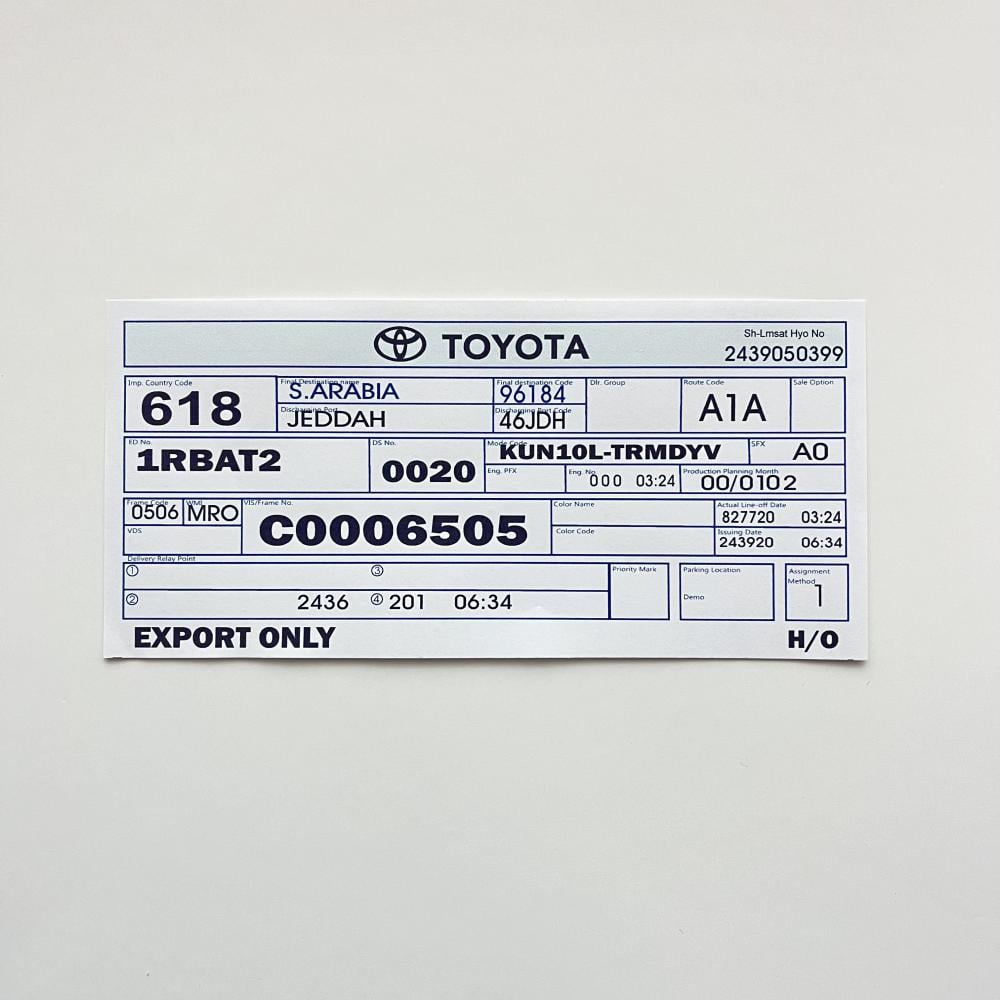 TOYOTA
Sh-Lmsat Hyo No
2439050399
Imp. Country Code
618
Final Destination name
S.ARABIA
Discharging Port
JEDDAH
Final destination Code
96184
Discharging Port Code
46JDH
Dlr. Group
Route Code
A1A
Sale Option
ED No.
1RBAT2
DS No.
0020
Mode Code
KUN10L-TRMDYV
SFX
A0
Eng. PFX
Eng. No.
000 03:24
Production Planning Month
00/0102
Frame Code
0506
WMI
MRO
VDS
VIS/Frame No.
C0006505
Color Name
Color Code
Actual Line-off Date
827720 03:24
Issuing Date
243920 06:34
Delivery Relay Point
①
③
②
2436
④ 201 06:34
Priority Mark
Parking Location
Demo
Assignment
Method
1
EXPORT ONLY
H/O